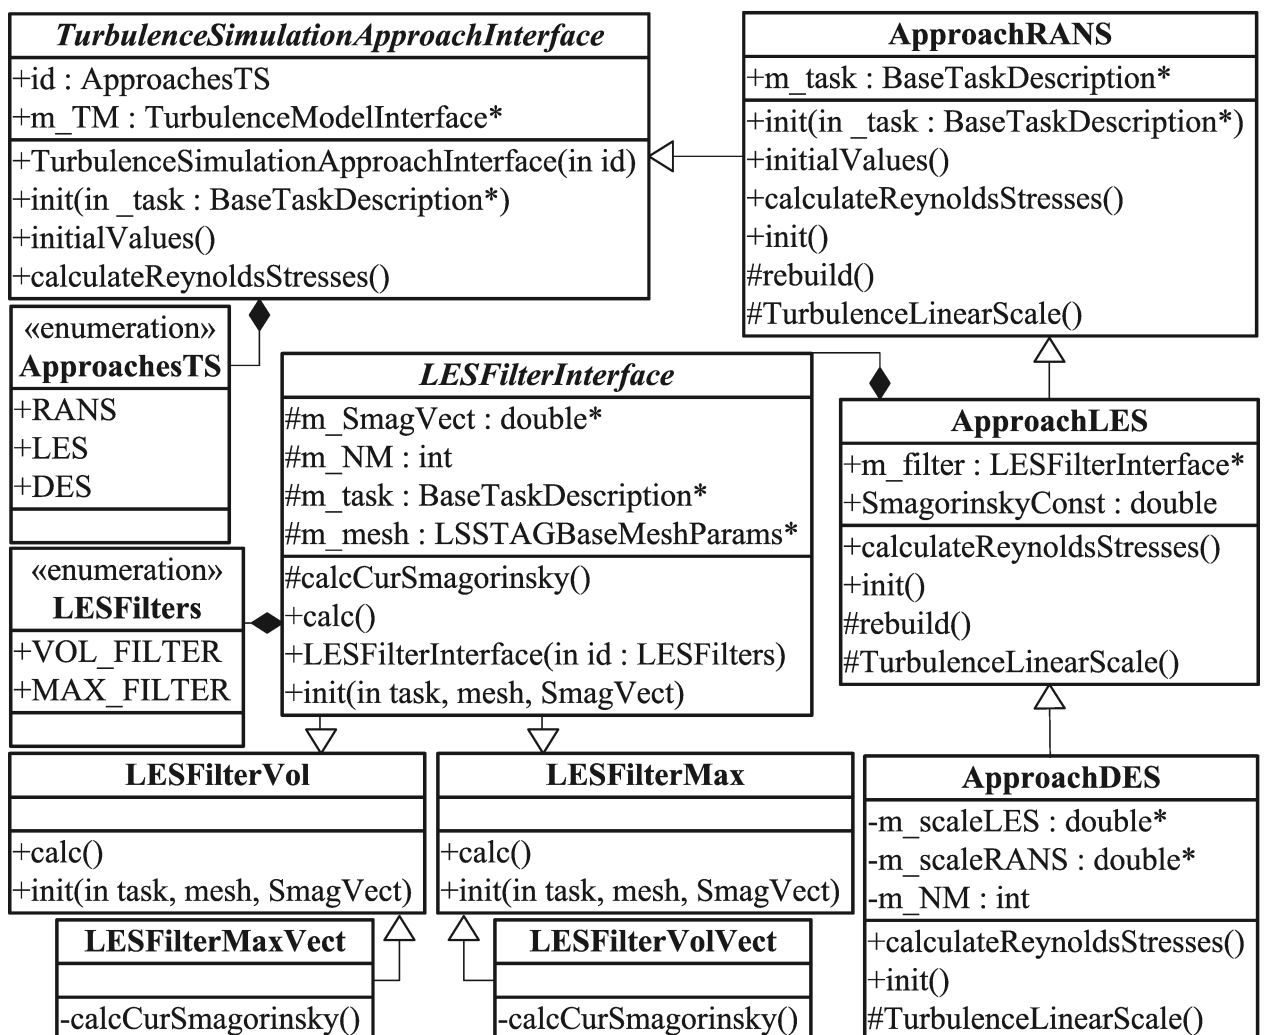 TurbulenceSimulationApproachInterface
+id : ApproachesTS
+m_TM : TurbulenceModelInterface*
+TurbulenceSimulationApproachInterface(in id)
+init(in _task : BaseTaskDescription*)
+initialValues()
+calculateReynoldsStresses()
ApproachRANS
+m_task : BaseTaskDescription*
+init(in _task : BaseTaskDescription*)
+initialValues()
+calculateReynoldsStresses()
+init()
#rebuild()
#TurbulenceLinearScale()
«enumeration»
ApproachesTS
+RANS
+LES
+DES
LESFilterInterface
#m_SmagVect : double*
#m_NM : int
#m_task : BaseTaskDescription*
#m_mesh : LSSTAGBaseMeshParams*
#calcCurSmagorinsky()
+calc()
+LESFilterInterface(in id : LESFilters)
+init(in task, mesh, SmagVect)
ApproachLES
+m_filter : LESFilterInterface*
+SmagorinskyConst : double
+calculateReynoldsStresses()
+init()
#rebuild()
#TurbulenceLinearScale()
«enumeration»
LESFilters
+VOL_FILTER
+MAX_FILTER
LESFilterVol
+calc()
+init(in task, mesh, SmagVect)
LESFilterMax
+calc()
+init(in task, mesh, SmagVect)
ApproachDES
-m_scaleLES : double*
-m_scaleRANS : double*
-m_NM : int
+calculateReynoldsStresses()
+init()
#TurbulenceLinearScale()
LESFilterMaxVect
-calcCurSmagorinsky()
LESFilterVolVect
-calcCurSmagorinsky()